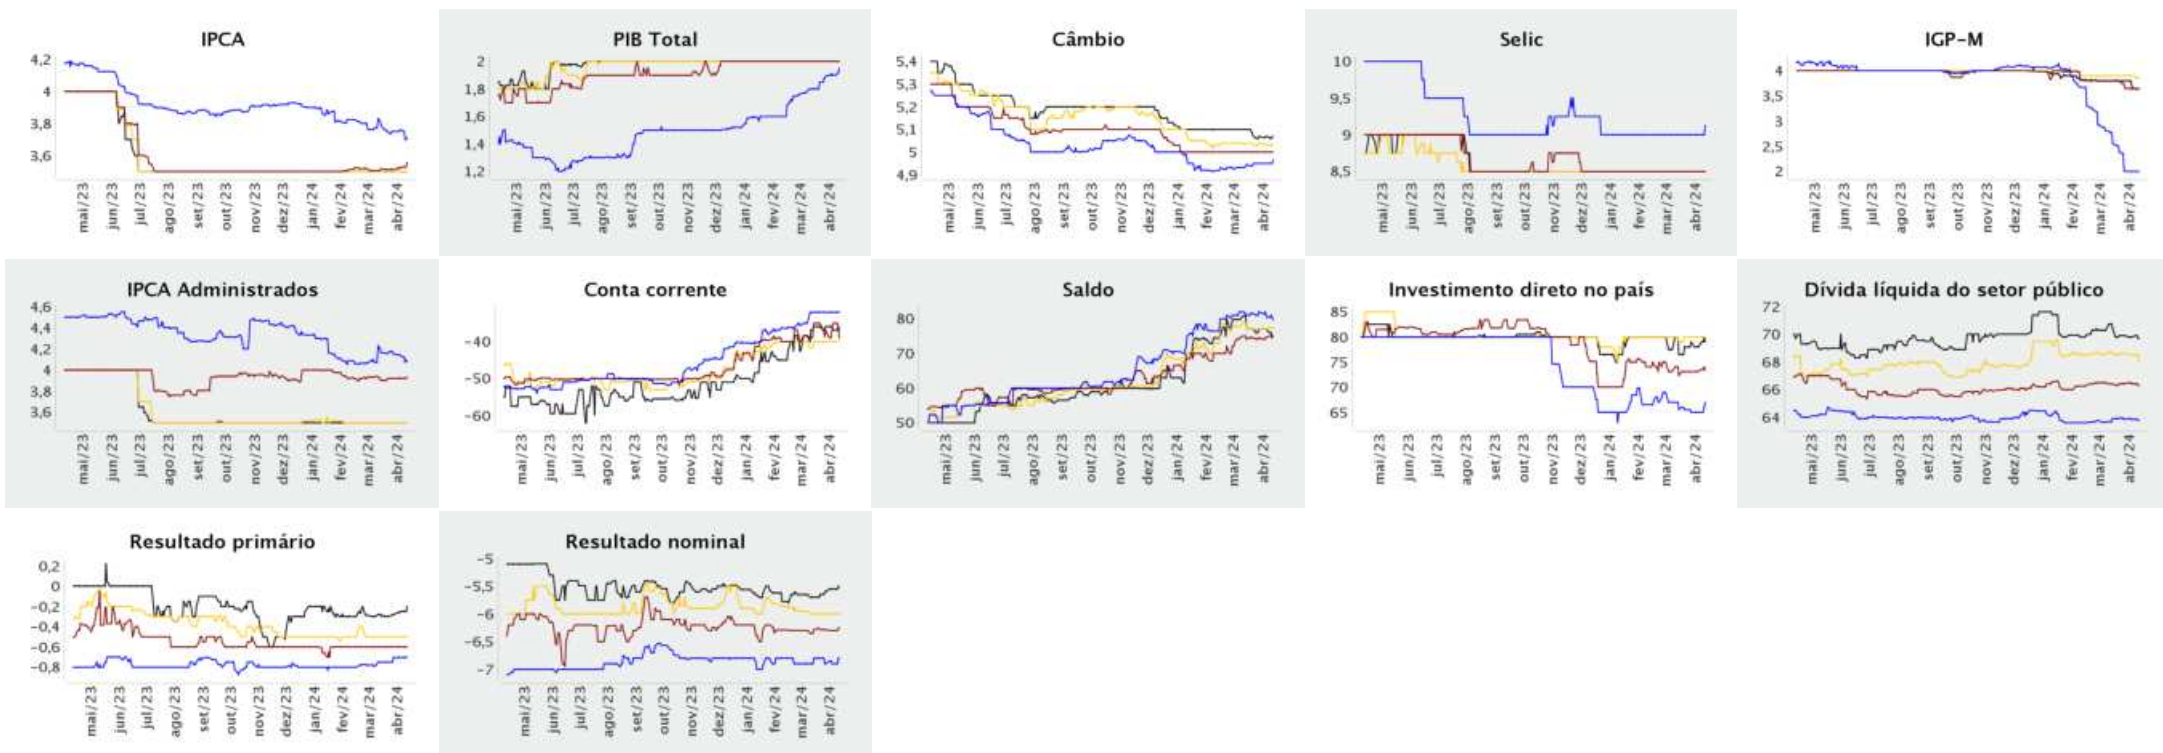 IPCA
4,2
4
3,8
3,6
mai/23 jun/23 jul/23 ago/23 set/23 out/23 nov/23 dez/23 jan/24 fev/24 mar/24 abr/24
PIB Total
2
1,8
1,6
1,4
1,2
mai/23 jun/23 jul/23 ago/23 set/23 out/23 nov/23 dez/23 jan/24 fev/24 mar/24 abr/24
Câmbio
5,4
5,3
5,2
5,1
5
4,9
mai/23 jun/23 jul/23 ago/23 set/23 out/23 nov/23 dez/23 jan/24 fev/24 mar/24 abr/24
Selic
10
9,5
9
8,5
mai/23 jun/23 jul/23 ago/23 set/23 out/23 nov/23 dez/23 jan/24 fev/24 mar/24 abr/24
IGP-M
4
3,5
3
2,5
2
mai/23 jun/23 jul/23 ago/23 set/23 out/23 nov/23 dez/23 jan/24 fev/24 mar/24 abr/24
IPCA Administrados
4,6
4,4
4,2
4
3,8
3,6
mai/23 jun/23 jul/23 ago/23 set/23 out/23 nov/23 dez/23 jan/24 fev/24 mar/24 abr/24
Conta corrente
-40
-50
-60
mai/23 jun/23 jul/23 ago/23 set/23 out/23 nov/23 dez/23 jan/24 fev/24 mar/24 abr/24
Saldo
80
70
60
50
mai/23 jun/23 jul/23 ago/23 set/23 out/23 nov/23 dez/23 jan/24 fev/24 mar/24 abr/24
Investimento direto no país
85
80
75
70
65
mai/23 jun/23 jul/23 ago/23 set/23 out/23 nov/23 dez/23 jan/24 fev/24 mar/24 abr/24
Dívida líquida do setor público
72
70
68
66
64
mai/23 jun/23 jul/23 ago/23 set/23 out/23 nov/23 dez/23 jan/24 fev/24 mar/24 abr/24
Resultado primário
0,2
0
-0,2
-0,4
-0,6
-0,8
mai/23 jun/23 jul/23 ago/23 set/23 out/23 nov/23 dez/23 jan/24 fev/24 mar/24 abr/24
Resultado nominal
-5
-5,5
-6
-6,5
-7
mai/23 jun/23 jul/23 ago/23 set/23 out/23 nov/23 dez/23 jan/24 fev/24 mar/24 abr/24